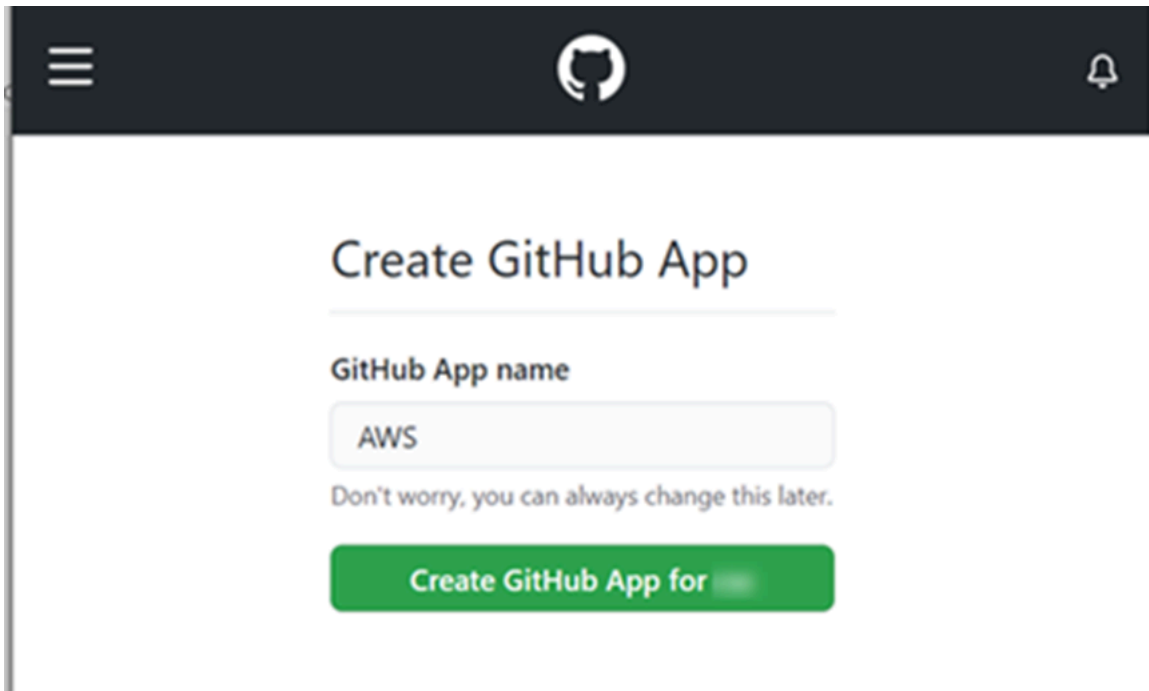 Create GitHub App
GitHub App name
AWS
Don't worry, you can always change this later.
Create GitHub App for